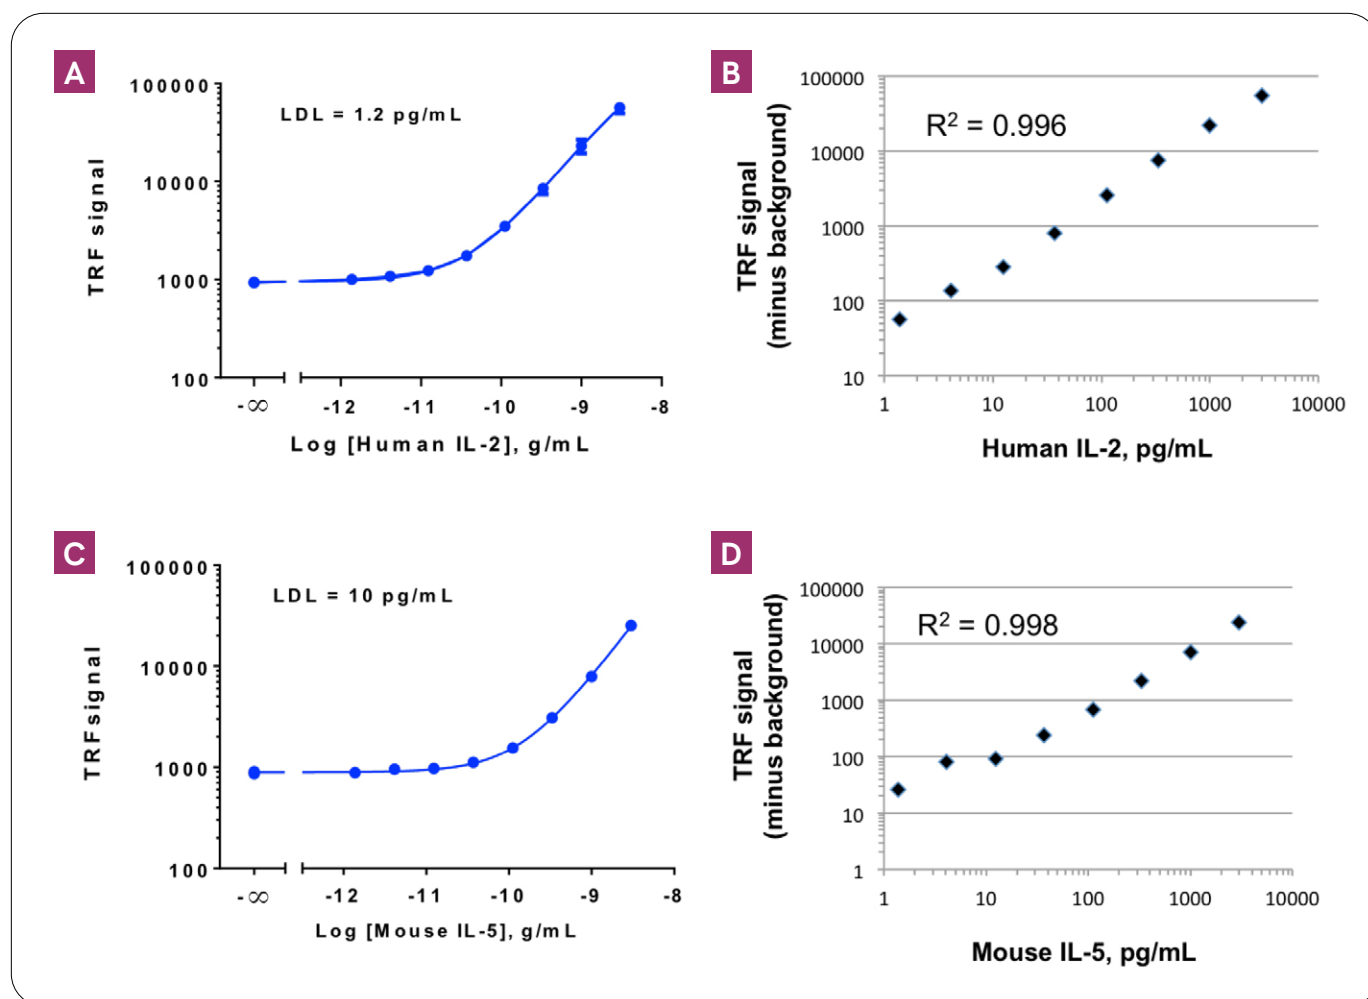 A
100000
10000
1000
100
TRF signal
LDL = 1.2 pg/mL
-∞
-12
-11
-10
-9
-8
Log [Human IL-2], g/mL
B
100000
10000
1000
100
10
TRF signal
(minus background)
R² = 0.996
1
10
100
1000
10000
Human IL-2, pg/mL
C
100000
10000
1000
100
TRFsignal
LDL = 10 pg/mL
-∞
-12
-11
-10
-9
-8
Log [Mouse IL-5], g/mL
D
100000
10000
1000
100
10
1
TRF signal
(minus background)
R² = 0.998
1
10
100
1000
10000
Mouse IL-5, pg/mL